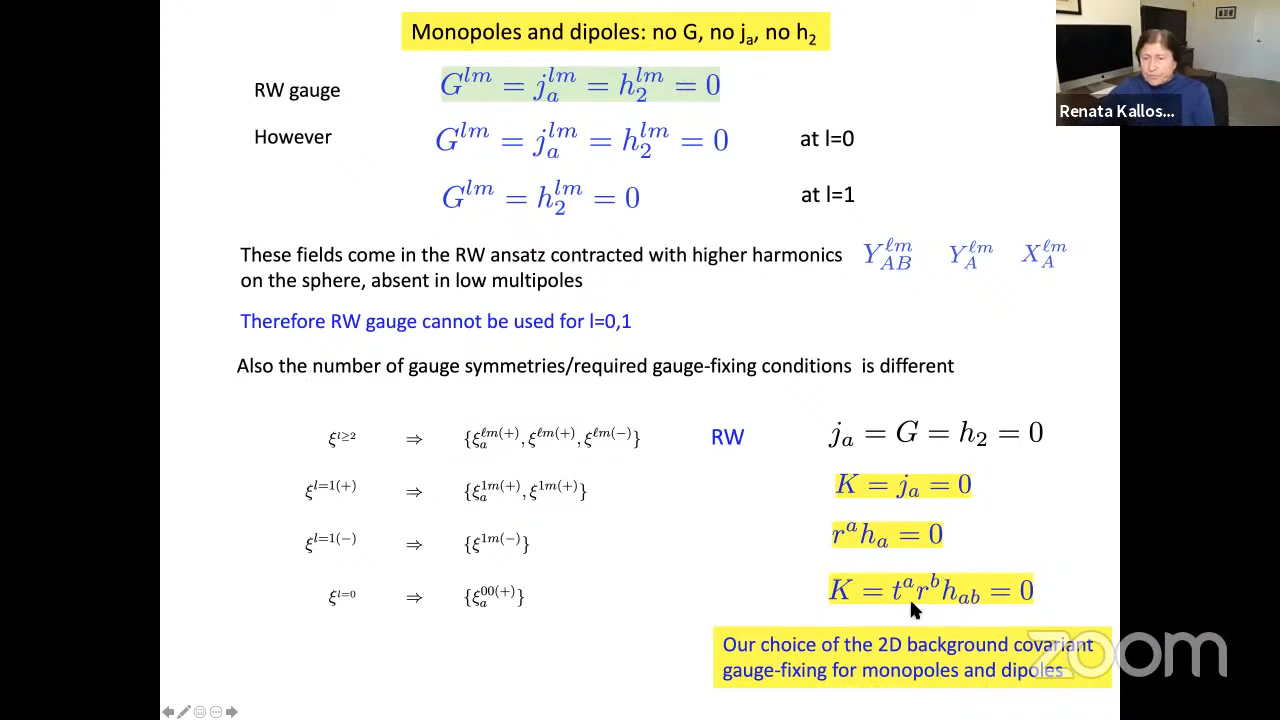 Monopoles and dipoles: no G, no jₐ, no h₂
Renata Kallos...
RW gauge G^{lm} = j_a^{lm} = h_2^{lm} = 0
However G^{lm} = j_a^{lm} = h_2^{lm} = 0 at l=0
G^{lm} = h_2^{lm} = 0 at l=1
These fields come in the RW ansatz contracted with higher harmonics Y_{AB}^{ℓm} Y_A^{ℓm} X_A^{ℓm}
on the sphere, absent in low multipoles
Therefore RW gauge cannot be used for l=0,1
Also the number of gauge symmetries/required gauge-fixing conditions is different
ξ^{l≥2} ⇒ {ξ_a^{ℓm(+)}, ξ^{ℓm(+)}, ξ^{ℓm(−)}} RW j_a = G = h_2 = 0
ξ^{l=1(+)} ⇒ {ξ_a^{1m(+)}, ξ^{1m(+)}} K = j_a = 0
ξ^{l=1(−)} ⇒ {ξ^{1m(−)}} r^a h_a = 0
ξ^{l=0} ⇒ {ξ_a^{00(+)}} K = t^a r^b h_{ab} = 0
Our choice of the 2D background covariant
gauge-fixing for monopoles and dipoles
zoom